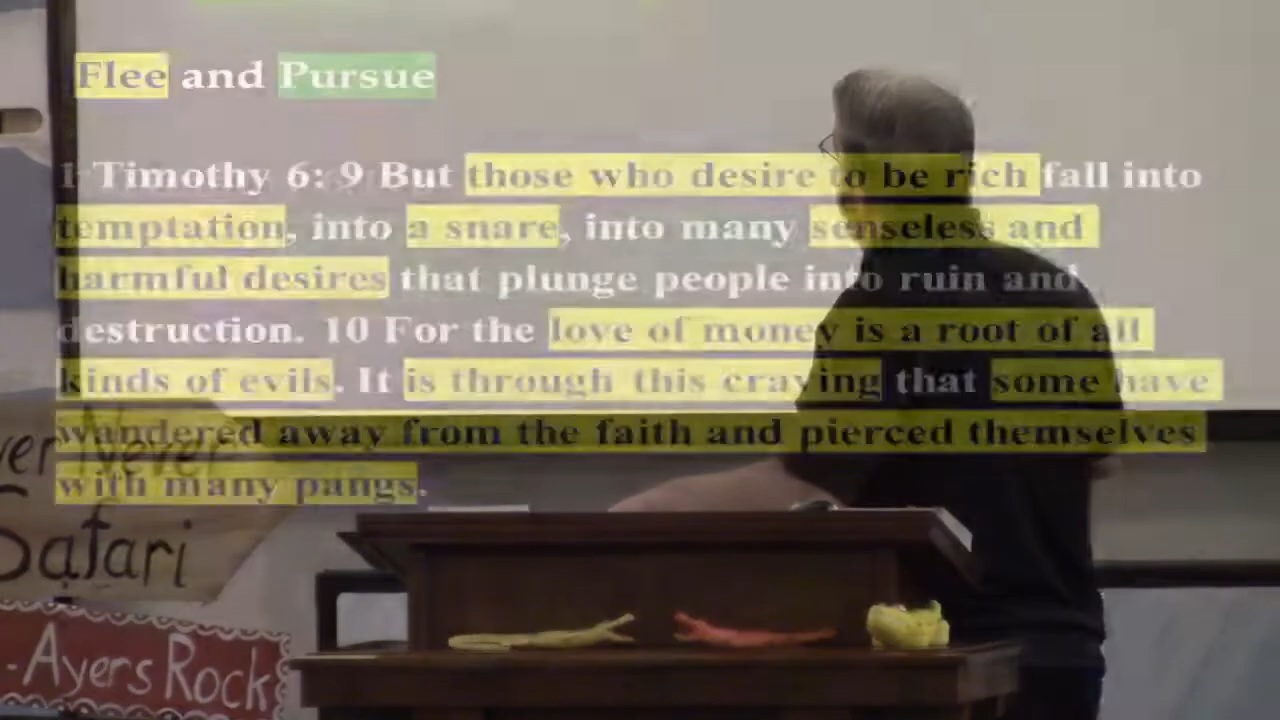 Flee and Pursue
1 Timothy 6: 9 But those who desire to be rich fall into
temptation, into a snare, into many senseless and
harmful desires that plunge people into ruin and
destruction. 10 For the love of money is a root of all
kinds of evils. It is through this craving that some have
wandered away from the faith and pierced themselves
with many pangs.
Never
Safari
- Ayers Rock